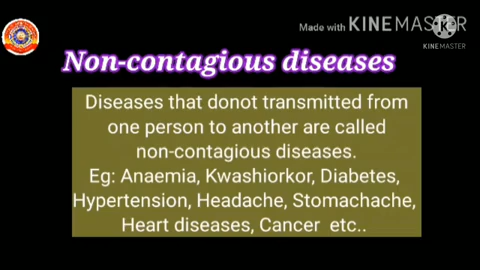 Made with KINEMASTER
KINEMASTER
Non-contagious diseases
Diseases that donot transmitted from
one person to another are called
non-contagious diseases.
Eg: Anaemia, Kwashiorkor, Diabetes,
Hypertension, Headache, Stomachache,
Heart diseases, Cancer etc..